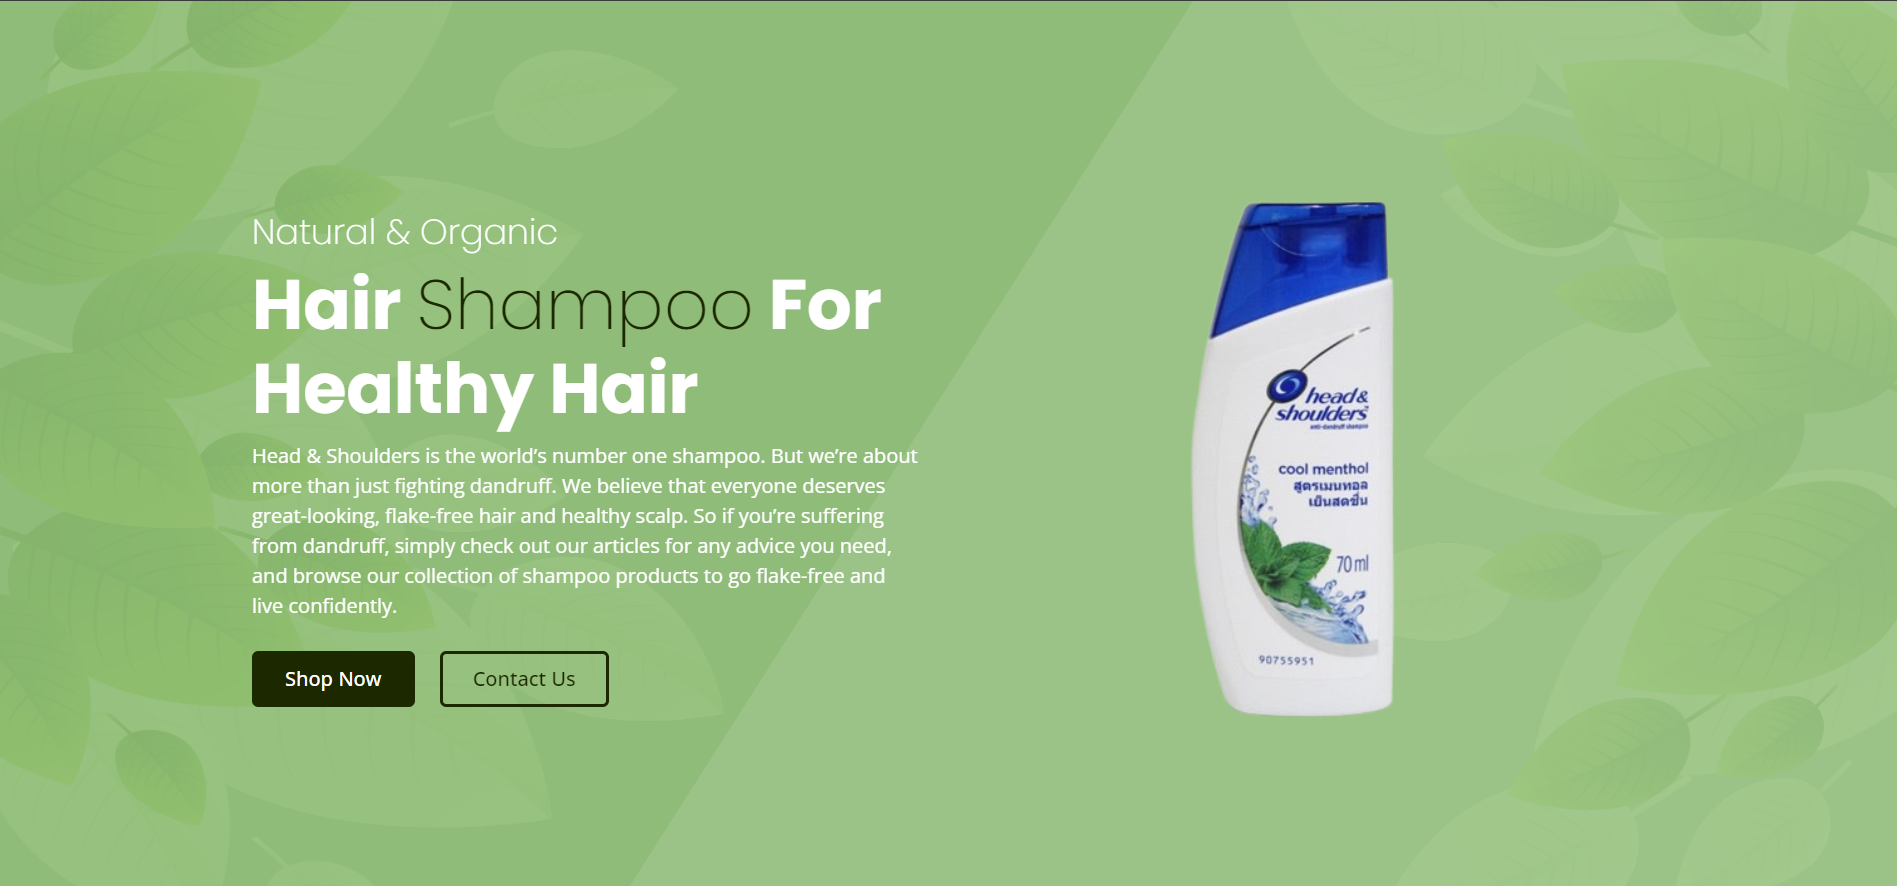 Natural & Organic
Hair Shampoo For
Healthy Hair
Head & Shoulders is the world’s number one shampoo. But we’re about
more than just fighting dandruff. We believe that everyone deserves
great-looking, flake-free hair and healthy scalp. So if you’re suffering
from dandruff, simply check out our articles for any advice you need,
and browse our collection of shampoo products to go flake-free and
live confidently.
Shop Now
Contact Us
head&
shoulders™
anti-dandruff shampoo
cool menthol
สูตรเมนทอล
เย็นสดชื่น
70 ml
90755951